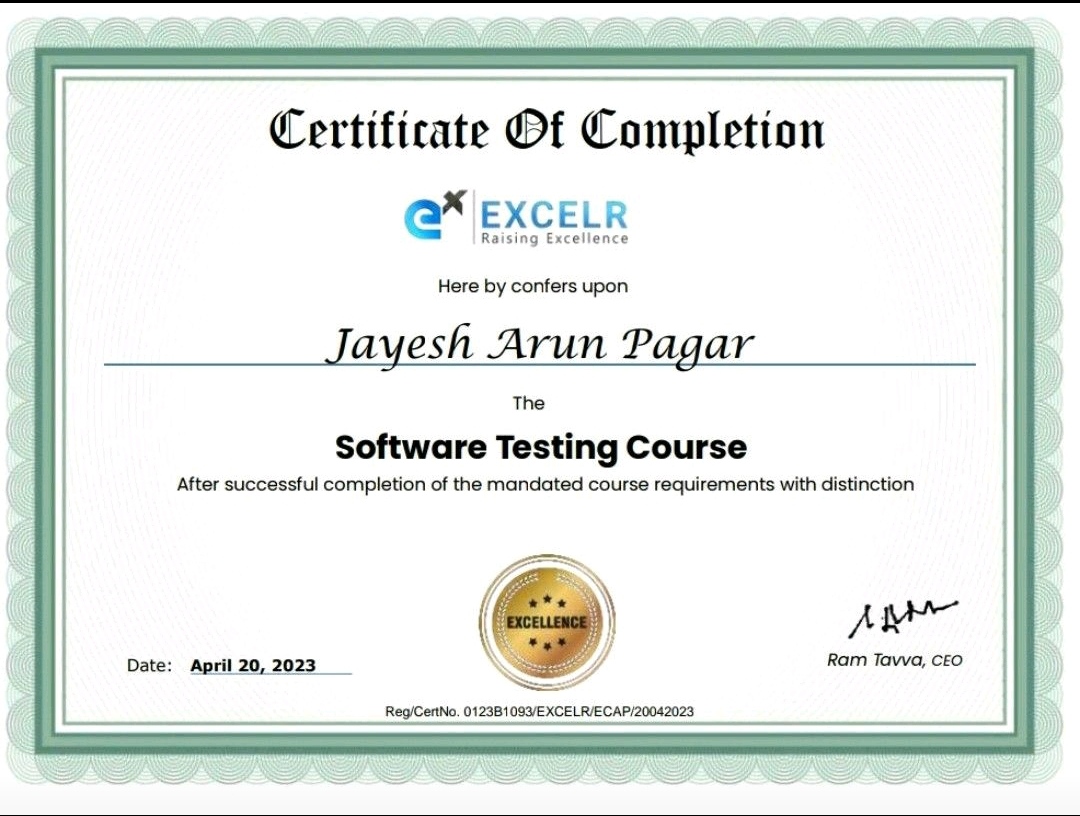 Certificate Of Completion
ex EXCELR
Raising Excellence
Here by confers upon
Jayesh Arun Pagar
The
Software Testing Course
After successful completion of the mandated course requirements with distinction
EXCELLENCE
Date: April 20, 2023
Ram Tavva, CEO
Reg/CertNo. 0123B1093/EXCELR/ECAP/20042023